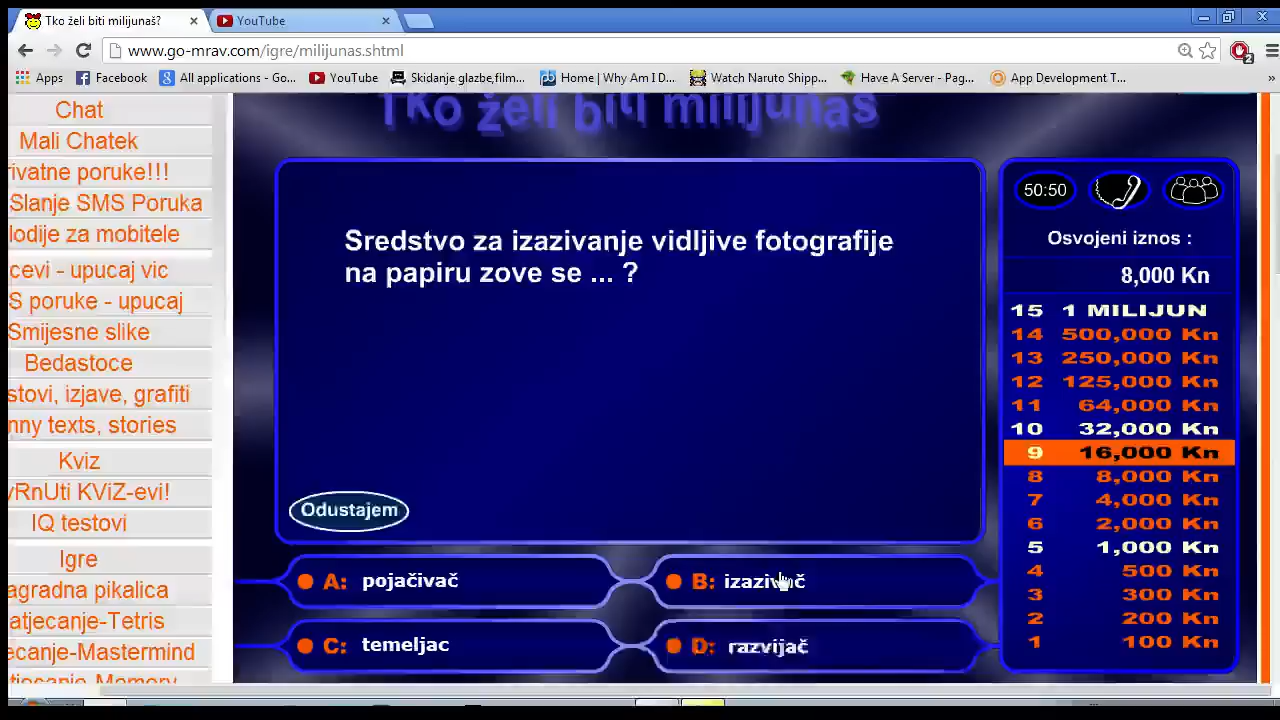 Tko želi biti milijunaš?
YouTube
www.go-mrav.com/igre/milijunas.shtml
Apps
Facebook
All applications - Go...
YouTube
Skidanje glazbe,film...
Home | Why Am I D...
Watch Naruto Shipp...
Have A Server - Pag...
App Development T...
»
2
Chat
Mali Chatek
rivatne poruke!!!
Slanje SMS Poruka
lodije za mobitele
cevi - upucaj vic
S poruke - upucaj
Smijesne slike
Bedastoce
stovi, izjave, grafiti
nny texts, stories
Kviz
vRnUti KViZ-evi!
IQ testovi
Igre
agradna pikalica
atjecanje-Tetris
ecanje-Mastermind
tjecanje-Memory
Tko želi biti milijunaš
Sredstvo za izazivanje vidljive fotografije
na papiru zove se ... ?
Odustajem
A: pojačivač
B: izazivač
C: temeljac
D: razvijač
50:50
Osvojeni iznos :
8,000 Kn
15 1 MILIJUN
14 500,000 Kn
13 250,000 Kn
12 125,000 Kn
11 64,000 Kn
10 32,000 Kn
9 16,000 Kn
8 8,000 Kn
7 4,000 Kn
6 2,000 Kn
5 1,000 Kn
4 500 Kn
3 300 Kn
2 200 Kn
1 100 Kn